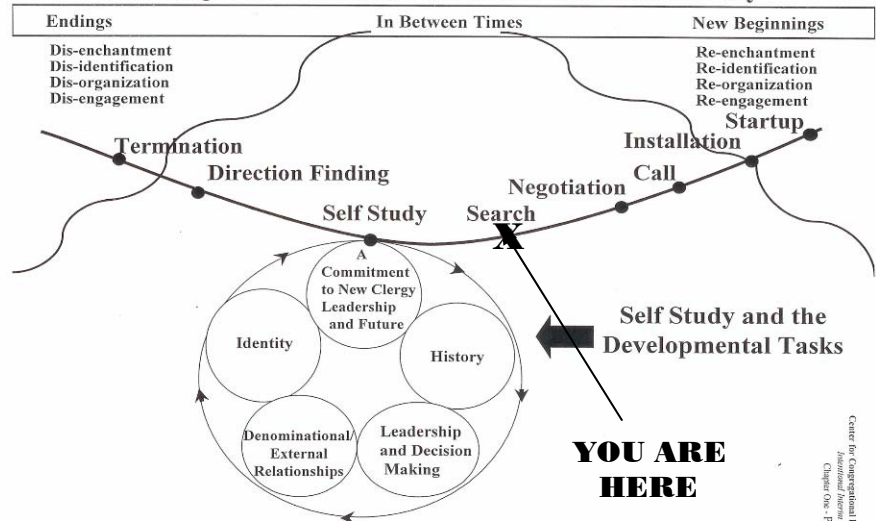 Endings
In Between Times
New Beginnings
Dis-enchantment
Dis-identification
Dis-organization
Dis-engagement
Re-enchantment
Re-identification
Re-organization
Re-engagement
Termination
Direction Finding
Self Study
Search
X
Negotiation
Call
Installation
Startup
A
Commitment
to New Clergy
Leadership
and Future
Identity
History
Denominational/
External
Relationships
Leadership
and Decision
Making
Self Study and the
Developmental Tasks
YOU ARE
HERE
Center for Congregational
Intentional
Chapter One - P